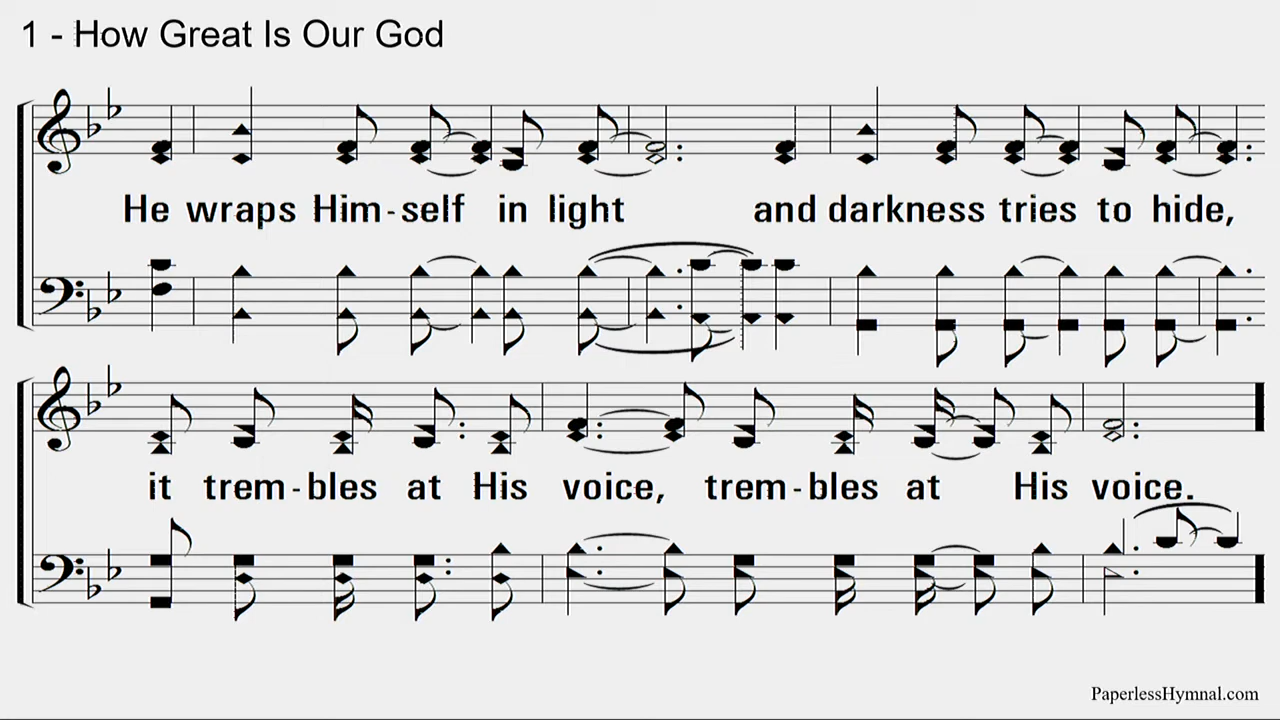 1 - How Great Is Our God
He wraps Him-self in light and darkness tries to hide,
it trem-bles at His voice, trem-bles at His voice.
PaperlessHymnal.com